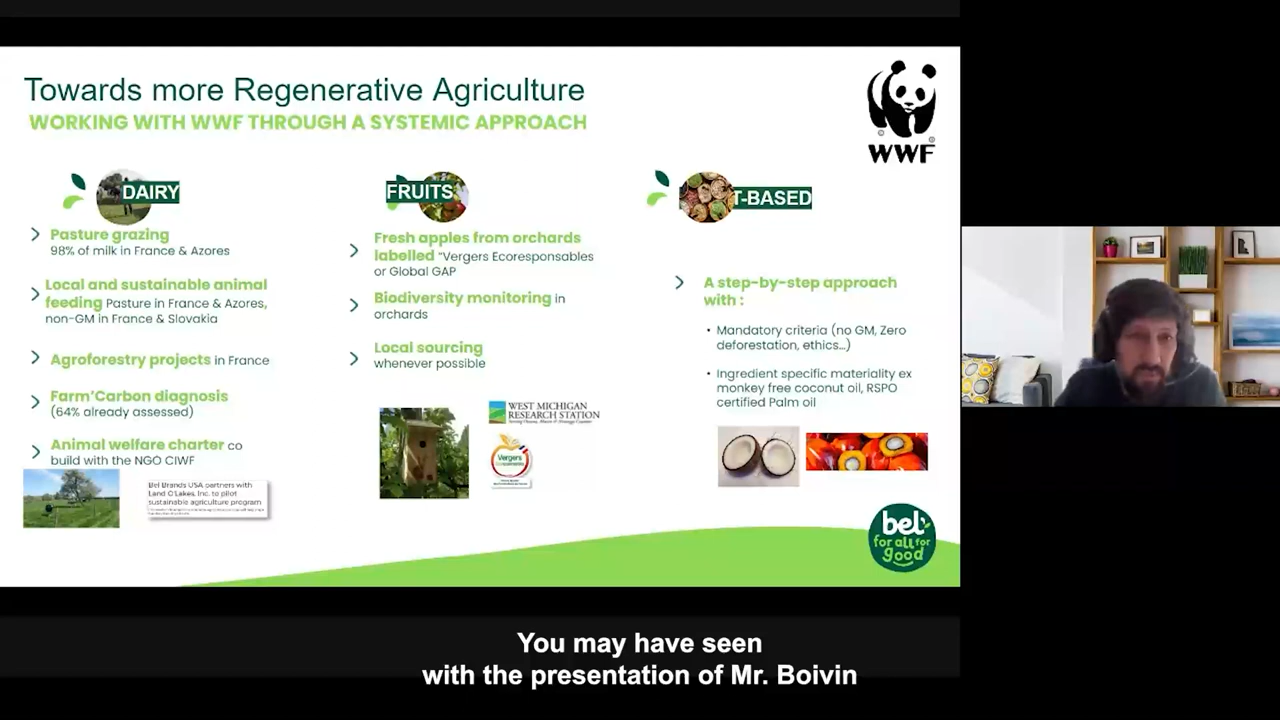 Towards more Regenerative Agriculture
WORKING WITH WWF THROUGH A SYSTEMIC APPROACH
WWF
DAIRY
Pasture grazing
98% of milk in France & Azores
Local and sustainable animal
feeding Pasture in France & Azores,
non-GM in France & Slovakia
Agroforestry projects in France
Farm'Carbon diagnosis
(64% already assessed)
Animal welfare charter co
build with the NGO CIWF
Bel Brands USA partners with
Land O'Lakes, Inc. to pilot
sustainable agriculture program
FRUITS
Fresh apples from orchards
labelled "Vergers Ecoresponsables
or Global GAP
Biodiversity monitoring in
orchards
Local sourcing
whenever possible
WEST MICHIGAN
RESEARCH STATION
Vergers
T-BASED
A step-by-step approach
with :
• Mandatory criteria (no GM, Zero
deforestation, ethics...)
• Ingredient specific materiality ex
monkey free coconut oil, RSPO
certified Palm oil
bel
for all for
good
You may have seen
with the presentation of Mr. Boivin